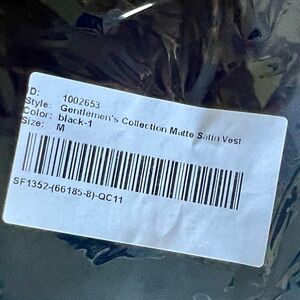 D: 1002653
Style: Gentlemen's Collection Matte Satin Vest
Color: black-1
Size: M
SF1352-(66185-8)-QC11